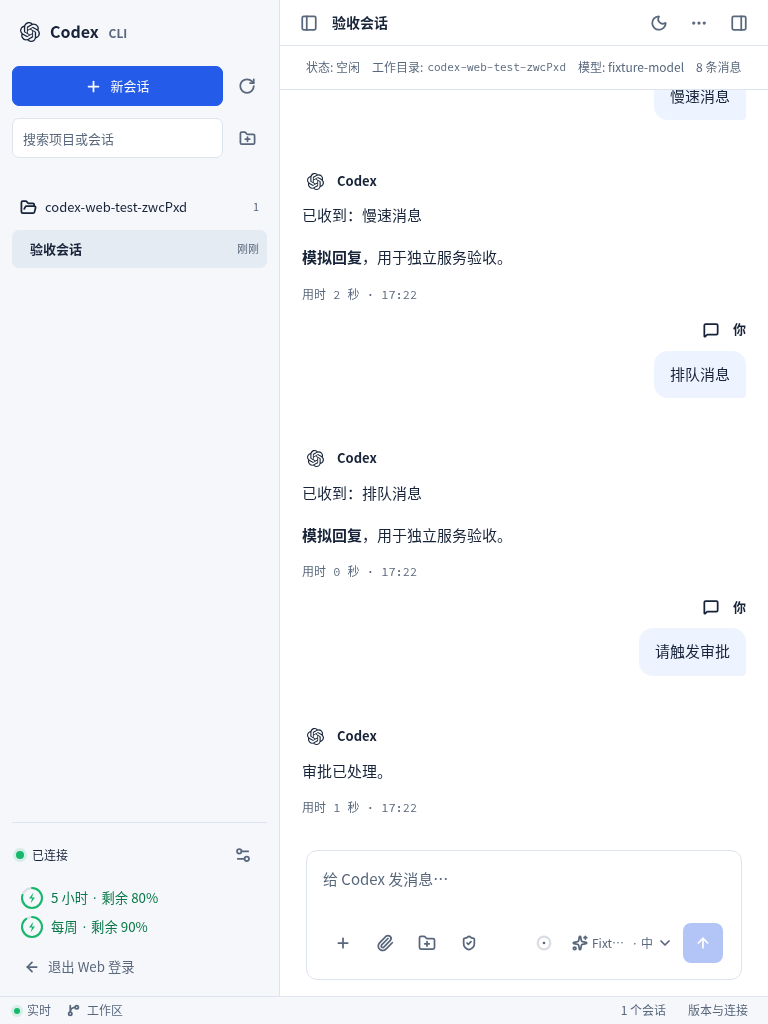 Codex CLI
新会话
搜索项目或会话
codex-web-test-zwcPxd 1
验收会话 刚刚
已连接
5 小时 · 剩余 80%
每周 · 剩余 90%
退出 Web 登录
验收会话
状态: 空闲 工作目录: codex-web-test-zwcPxd 模型: fixture-model 8 条消息
慢速消息
Codex
已收到：慢速消息
模拟回复，用于独立服务验收。
用时 2 秒 · 17:22
你
排队消息
Codex
已收到：排队消息
模拟回复，用于独立服务验收。
用时 0 秒 · 17:22
你
请触发审批
Codex
审批已处理。
用时 1 秒 · 17:22
给 Codex 发消息…
Fixt… · 中
实时 工作区 1 个会话 版本与连接